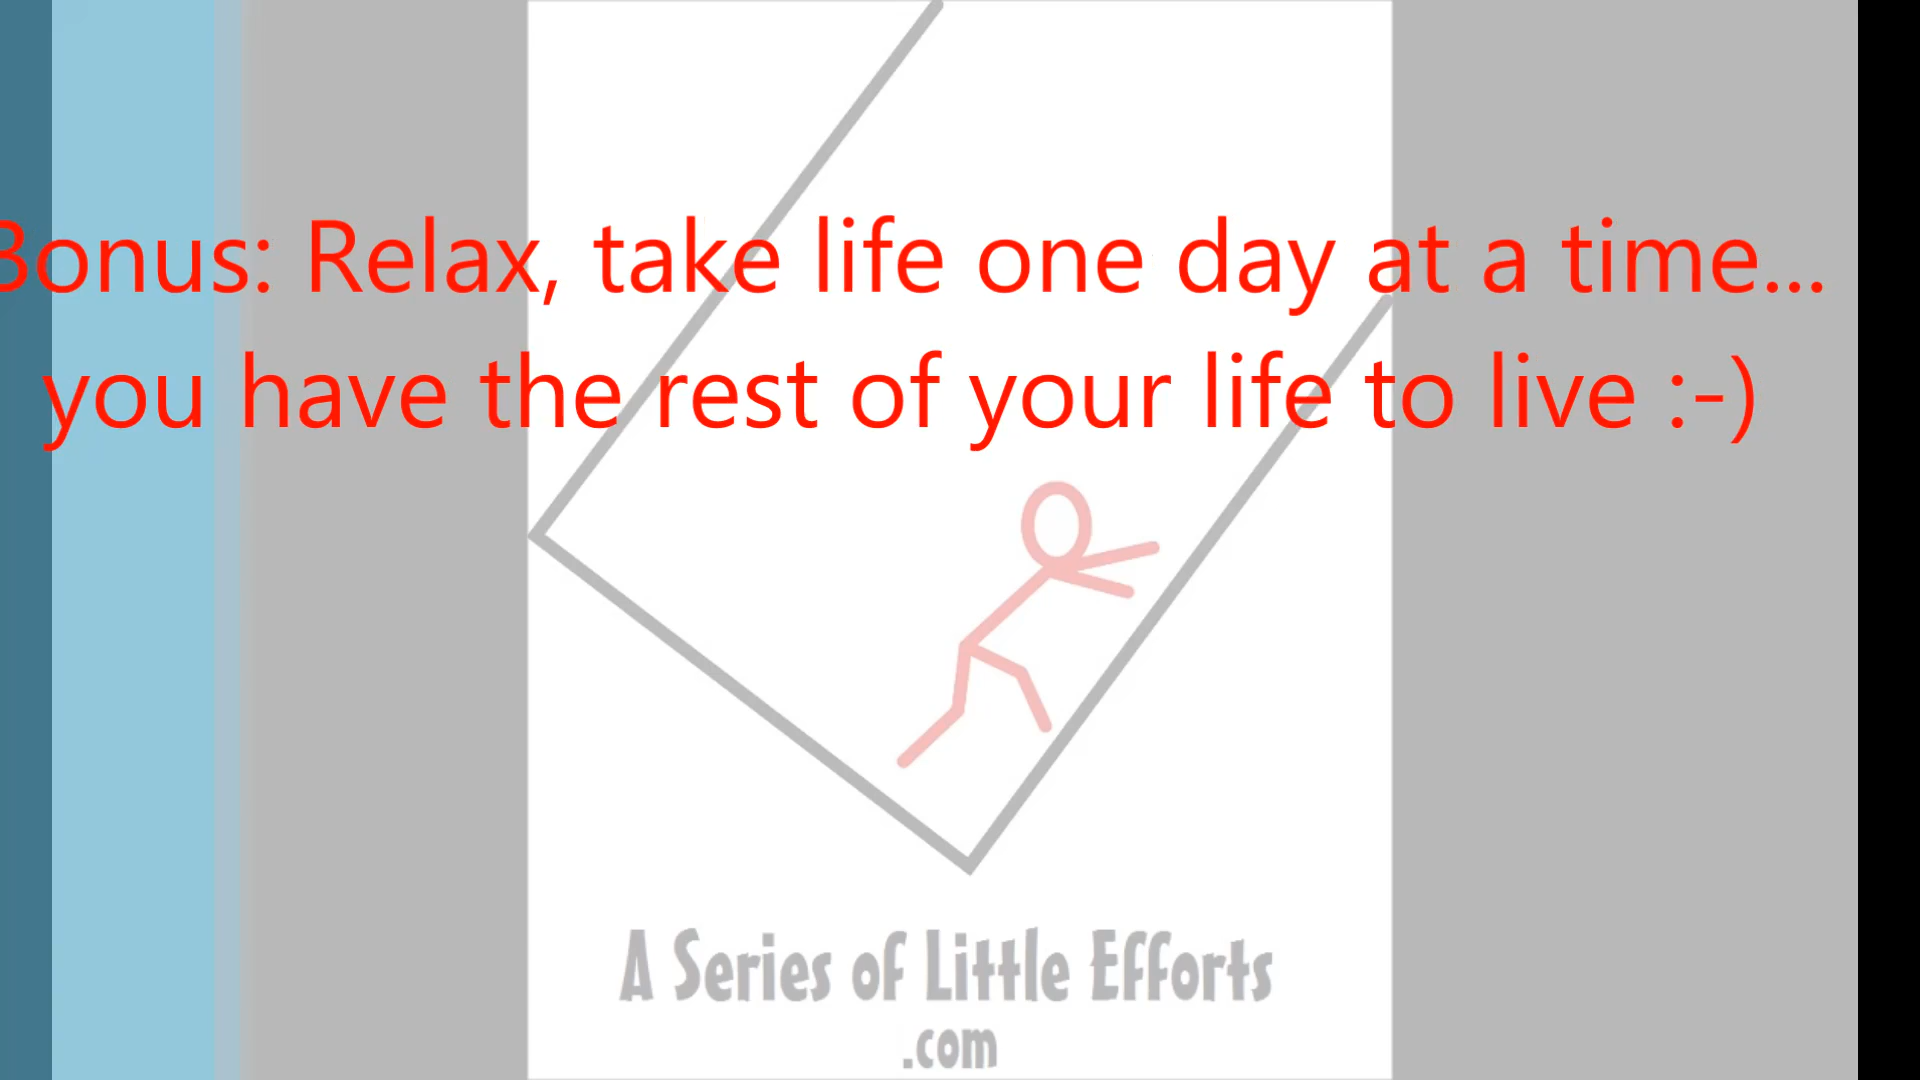 Bonus: Relax, take life one day at a time...
you have the rest of your life to live :-)
A Series of Little Efforts
.com